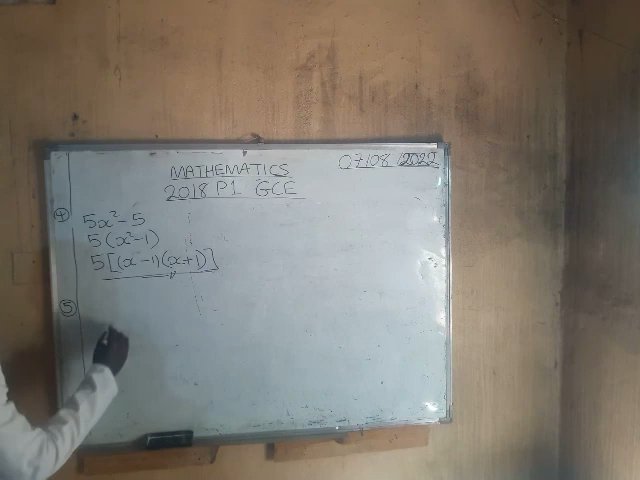 07/08/2022
MATHEMATICS
2018 P1 GCE
④ 5x² - 5
5(x² - 1)
5[(x - 1)(x + 1)]
⑤